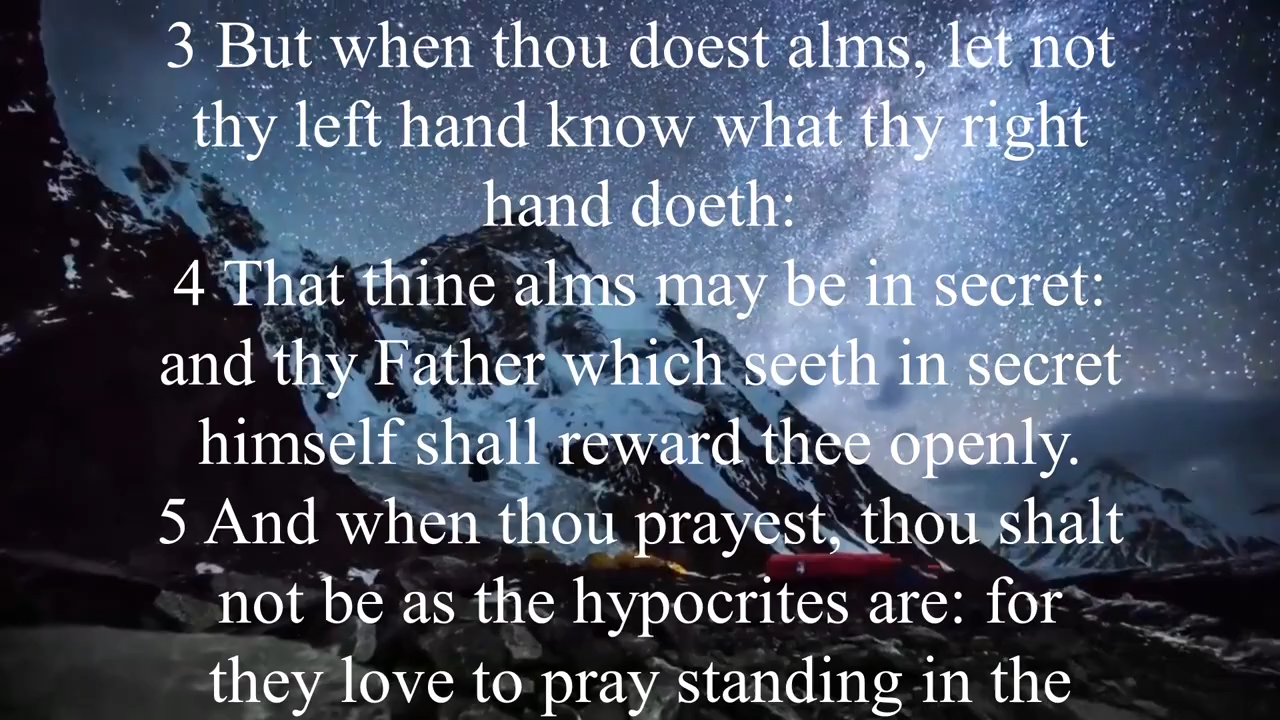 3 But when thou doest alms, let not
thy left hand know what thy right
hand doeth:
4 That thine alms may be in secret:
and thy Father which seeth in secret
himself shall reward thee openly.
5 And when thou prayest, thou shalt
not be as the hypocrites are: for
they love to pray standing in the